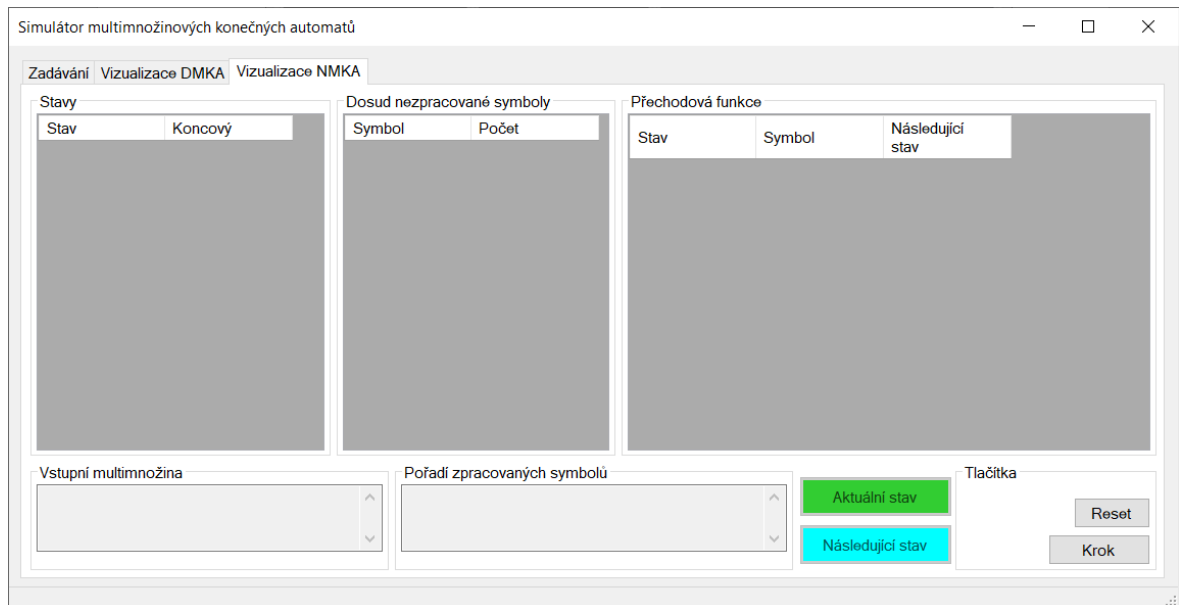 Simulátor multimnožinových konečných automatů
Zadávání Vizualizace DMKA Vizualizace NMKA
Stavy
Stav Koncový
Dosud nezpracované symboly
Symbol Počet
Přechodová funkce
Stav Symbol Následující
stav
Vstupní multimnožina
Pořadí zpracovaných symbolů
Aktuální stav
Následující stav
Tlačítka
Reset
Krok